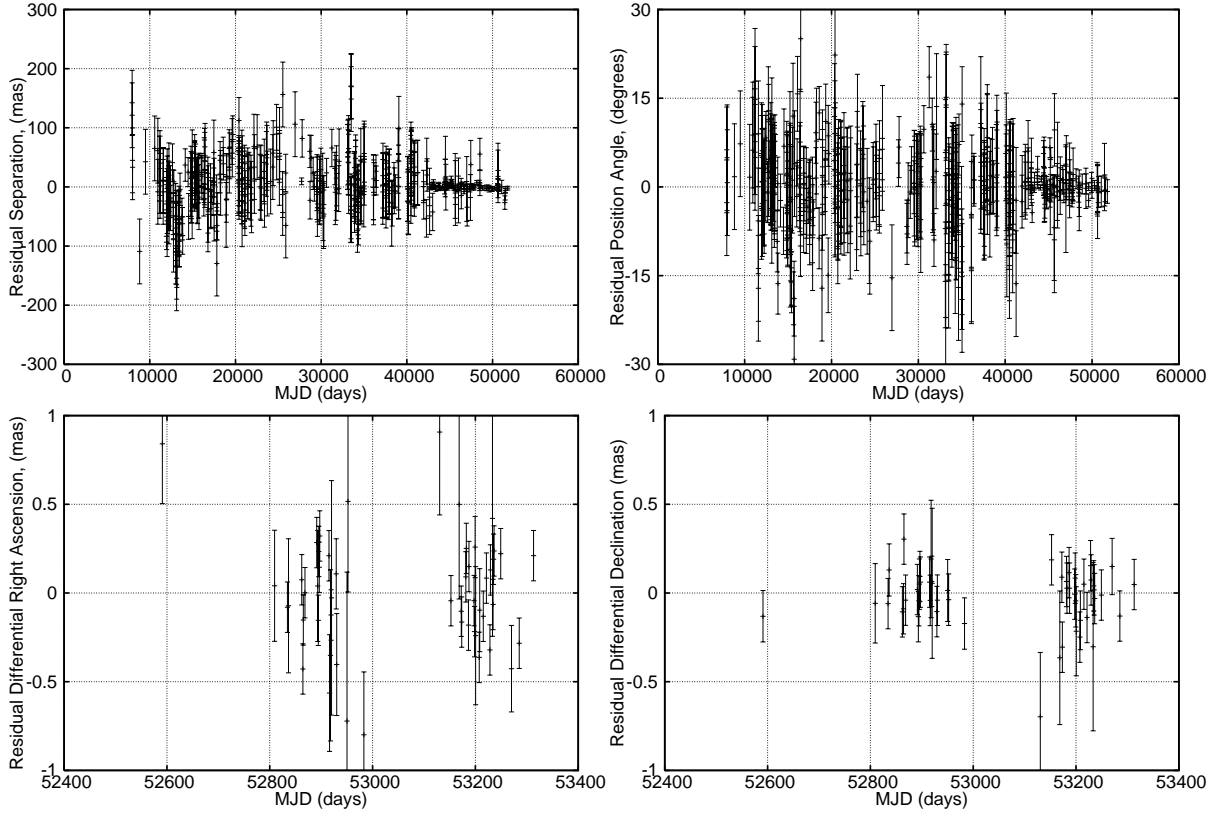 300
200
100
0
-100
-200
-300
Residual Separation, (mas)
0 10000 20000 30000 40000 50000 60000
MJD (days)
30
15
0
-15
-30
Residual Position Angle, (degrees)
0 10000 20000 30000 40000 50000 60000
MJD (days)
1
0.5
0
-0.5
-1
Residual Differential Right Ascension, (mas)
52400 52600 52800 53000 53200 53400
MJD (days)
1
0.5
0
-0.5
-1
Residual Differential Declination (mas)
52400 52600 52800 53000 53200 53400
MJD (days)